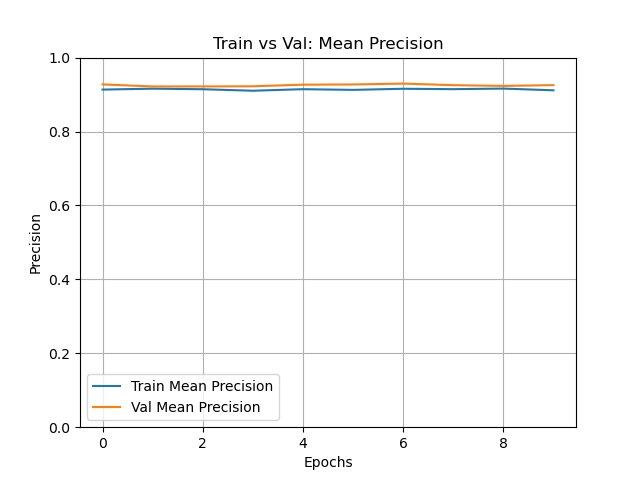 Train vs Val: Mean Precision
1.0
0.8
0.6
0.4
0.2
0.0
Precision
Train Mean Precision
Val Mean Precision
0 2 4 6 8
Epochs